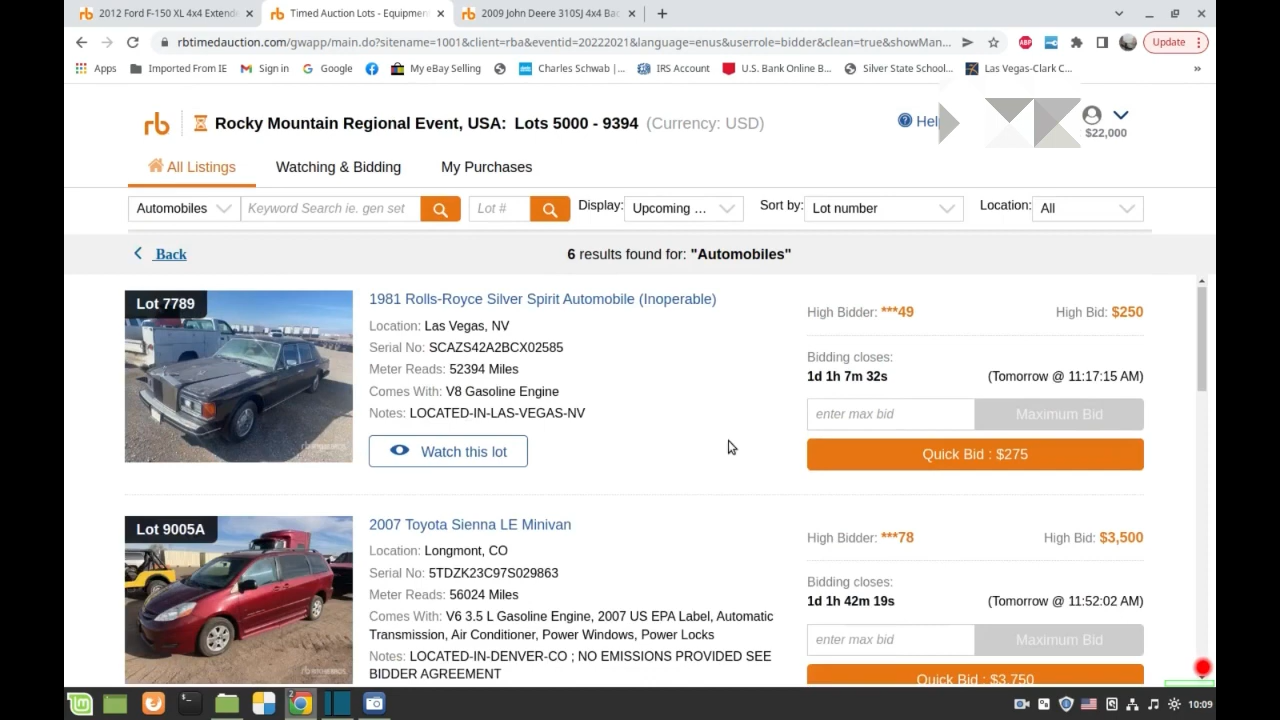 2012 Ford F-150 XL 4x4 Extende
Timed Auction Lots - Equipmen
2009 John Deere 310SJ 4x4 Bac
rbtimedauction.com/gwapp/main.do?sitename=1001&client=rba&eventid=20222021&language=enus&userrole=bidder&clean=true&showMan...
ABP
Update
Apps
Imported From IE
Sign in
Google
My eBay Selling
Charles Schwab |...
IRS Account
U.S. Bank Online B...
Silver State School...
Las Vegas-Clark C...
»
rb
Rocky Mountain Regional Event, USA: Lots 5000 - 9394 (Currency: USD)
Help
$22,000
All Listings
Watching & Bidding
My Purchases
Automobiles
Keyword Search ie. gen set
Lot #
Display:
Upcoming ...
Sort by:
Lot number
Location:
All
Back
6 results found for: "Automobiles"
Lot 7789
1981 Rolls-Royce Silver Spirit Automobile (Inoperable)
Location: Las Vegas, NV
Serial No: SCAZS42A2BCX02585
Meter Reads: 52394 Miles
Comes With: V8 Gasoline Engine
Notes: LOCATED-IN-LAS-VEGAS-NV
Watch this lot
High Bidder: ***49
High Bid: $250
Bidding closes:
1d 1h 7m 32s
(Tomorrow @ 11:17:15 AM)
enter max bid
Maximum Bid
Quick Bid : $275
Lot 9005A
2007 Toyota Sienna LE Minivan
Location: Longmont, CO
Serial No: 5TDZK23C97S029863
Meter Reads: 56024 Miles
Comes With: V6 3.5 L Gasoline Engine, 2007 US EPA Label, Automatic
Transmission, Air Conditioner, Power Windows, Power Locks
Notes: LOCATED-IN-DENVER-CO ; NO EMISSIONS PROVIDED SEE
BIDDER AGREEMENT
High Bidder: ***78
High Bid: $3,500
Bidding closes:
1d 1h 42m 19s
(Tomorrow @ 11:52:02 AM)
enter max bid
Maximum Bid
Quick Bid : $3,750
2
10:09